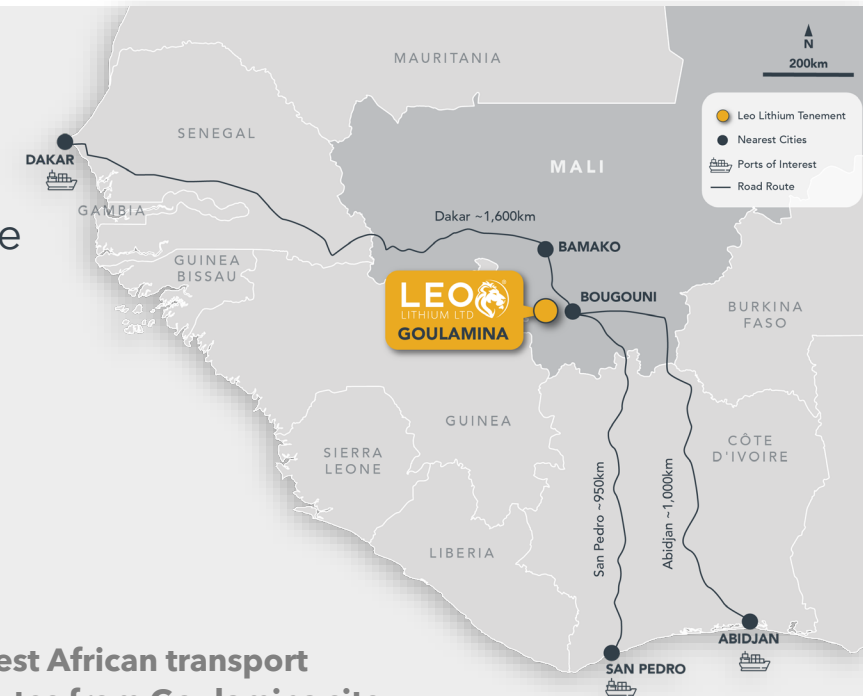 MAURITANIA
N
200km
Leo Lithium Tenement
Nearest Cities
Ports of Interest
Road Route
SENEGAL
DAKAR
MALI
GAMBIA
Dakar ~1,600km
BAMAKO
e
GUINEA
BISSAU
LEO
LITHIUM LTD
GOULAMINA
BOUGOUNI
BURKINA
FASO
GUINEA
SIERRA
LEONE
CÔTE
D'IVOIRE
San Pedro ~950km
Abidjan ~1,000km
LIBERIA
ABIDJAN
SAN PEDRO
est African transport